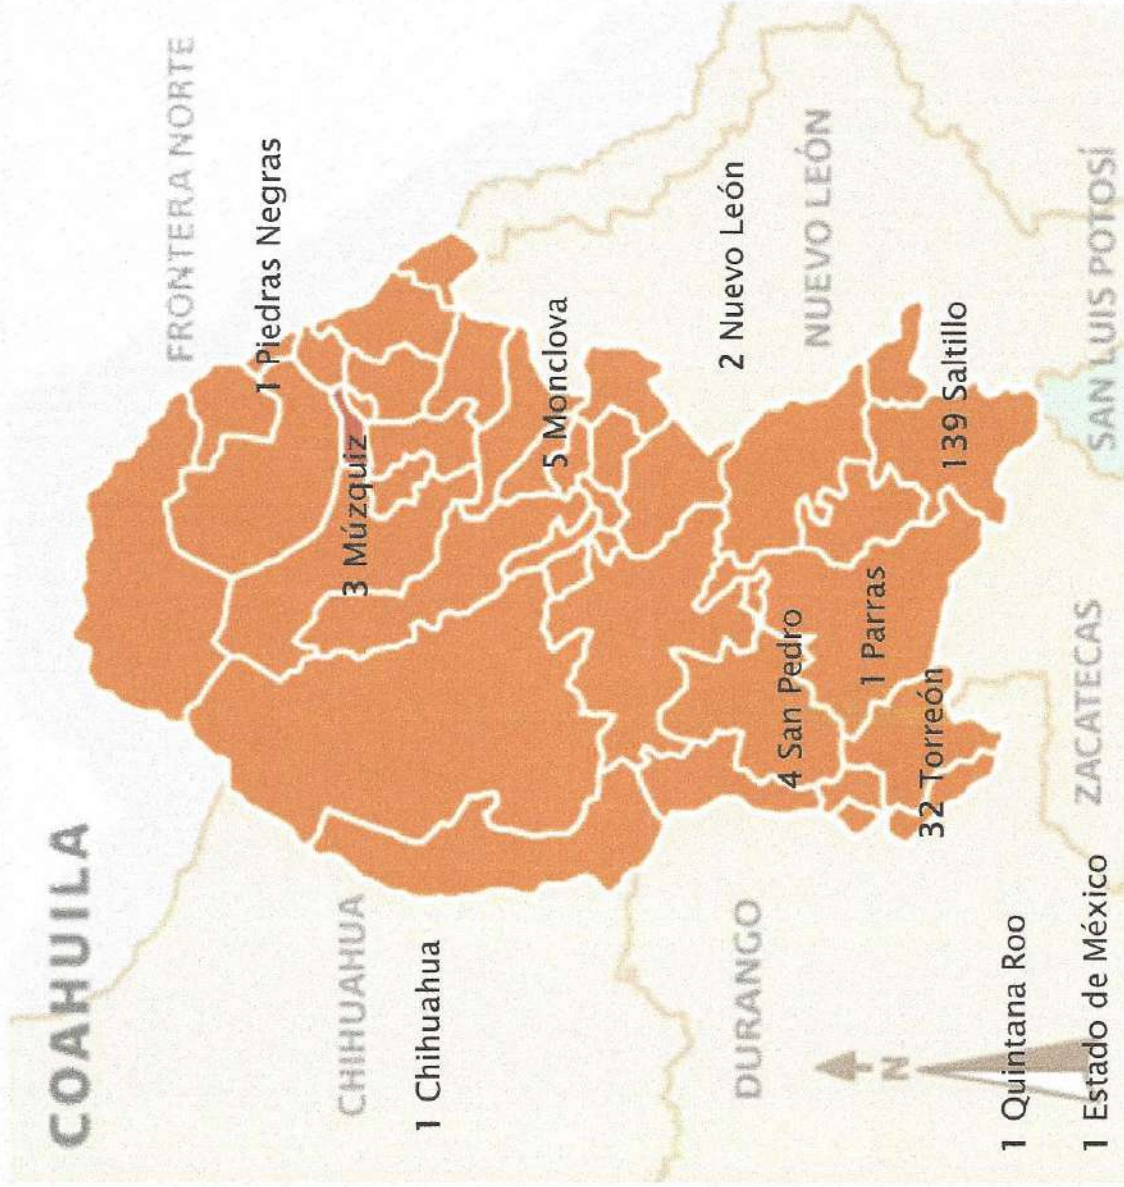 COAHUILA
FRONTERA NORTE
1 Piedras Negras
CHIHUAHUA
3 Múzquiz
1 Chihuahua
5 Monclova
2 Nuevo León
DURANGO
4 San Pedro
NUEVO LEÓN
1 Parras
N
32 Torreón
139 Saltillo
1 Quintana Roo
ZACATECAS
1 Estado de México
SAN LUIS POTOSÍ